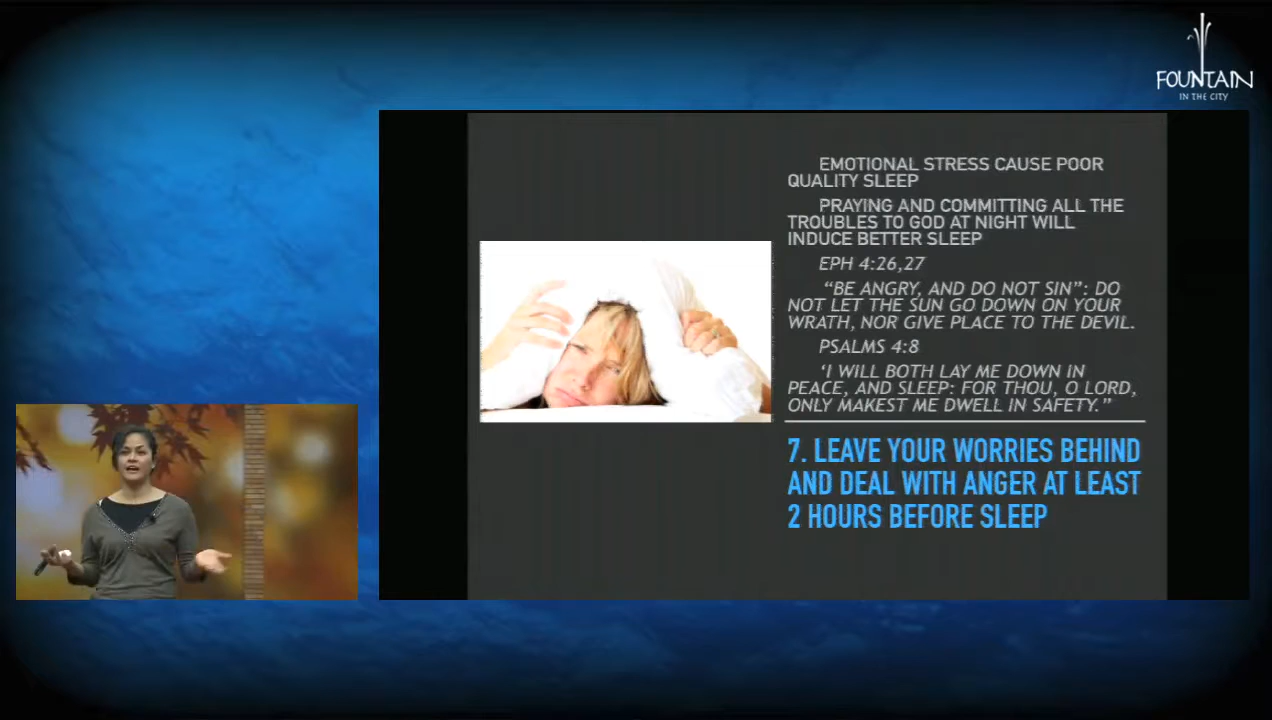 FOUNTAIN
IN THE CITY
EMOTIONAL STRESS CAUSE POOR
QUALITY SLEEP
PRAYING AND COMMITTING ALL THE
TROUBLES TO GOD AT NIGHT WILL
INDUCE BETTER SLEEP
EPH 4:26,27
“BE ANGRY, AND DO NOT SIN”: DO
NOT LET THE SUN GO DOWN ON YOUR
WRATH, NOR GIVE PLACE TO THE DEVIL.
PSALMS 4:8
‘I WILL BOTH LAY ME DOWN IN
PEACE, AND SLEEP: FOR THOU, O LORD,
ONLY MAKEST ME DWELL IN SAFETY.”
7. LEAVE YOUR WORRIES BEHIND
AND DEAL WITH ANGER AT LEAST
2 HOURS BEFORE SLEEP